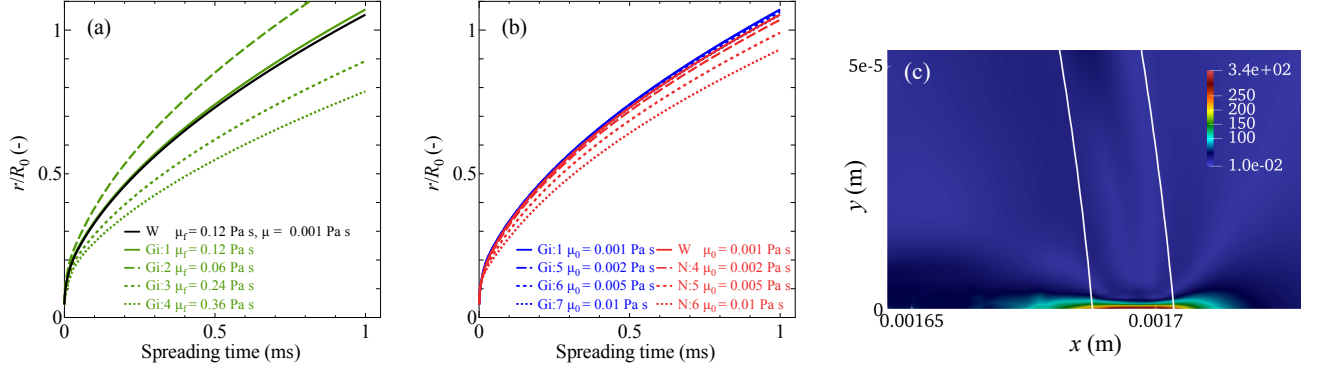 (a)
1
0.5
0
r/R0 (-)
W μf = 0.12 Pa s, μ = 0.001 Pa s
Gi:1 μf = 0.12 Pa s
Gi:2 μf = 0.06 Pa s
Gi:3 μf = 0.24 Pa s
Gi:4 μf = 0.36 Pa s
0 0.5 1
Spreading time (ms)
(b)
1
0.5
0
r/R0 (-)
Gi:1 μ0 = 0.001 Pa s W μ0 = 0.001 Pa s
Gi:5 μ0 = 0.002 Pa s N:4 μ0 = 0.002 Pa s
Gi:6 μ0 = 0.005 Pa s N:5 μ0 = 0.005 Pa s
Gi:7 μ0 = 0.01 Pa s N:6 μ0 = 0.01 Pa s
0 0.5 1
Spreading time (ms)
(c)
5e-5
0
y (m)
3.4e+02
250
150
100
1.0e-02
0.00165 0.0017
x (m)